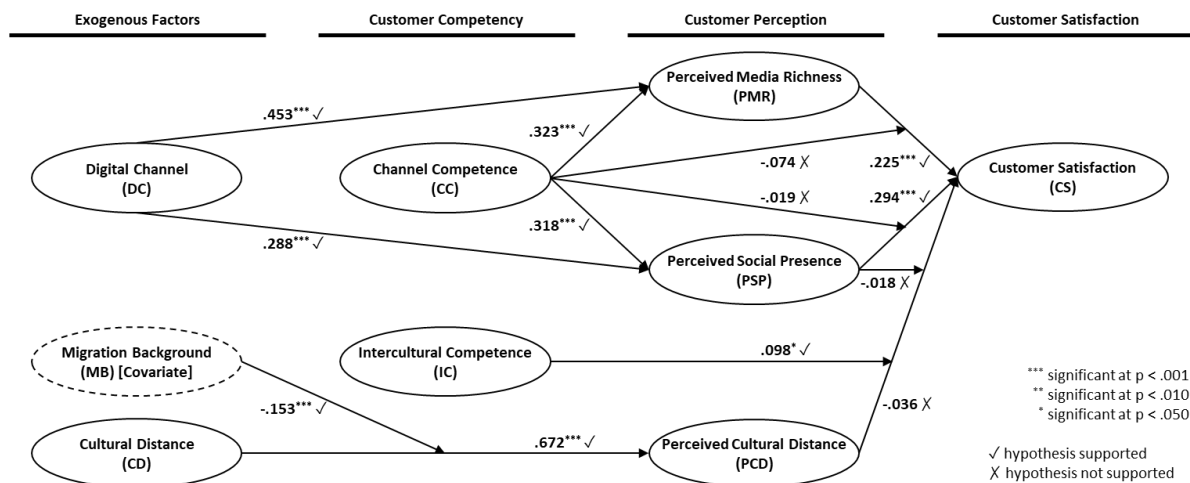 Exogenous Factors
Customer Competency
Customer Perception
Customer Satisfaction
Perceived Media Richness
(PMR)
.453*** ✓
.323*** ✓
Digital Channel
(DC)
Channel Competence
(CC)
-.074 ✗
.225*** ✓
Customer Satisfaction
(CS)
-.019 ✗
.294*** ✓
.318*** ✓
.288*** ✓
Perceived Social Presence
(PSP)
-.018 ✗
Migration Background
(MB) [Covariate]
Intercultural Competence
(IC)
.098* ✓
-.153*** ✓
-.036 ✗
Cultural Distance
(CD)
.672*** ✓
Perceived Cultural Distance
(PCD)
*** significant at p < .001
** significant at p < .010
* significant at p < .050
✓ hypothesis supported
✗ hypothesis not supported